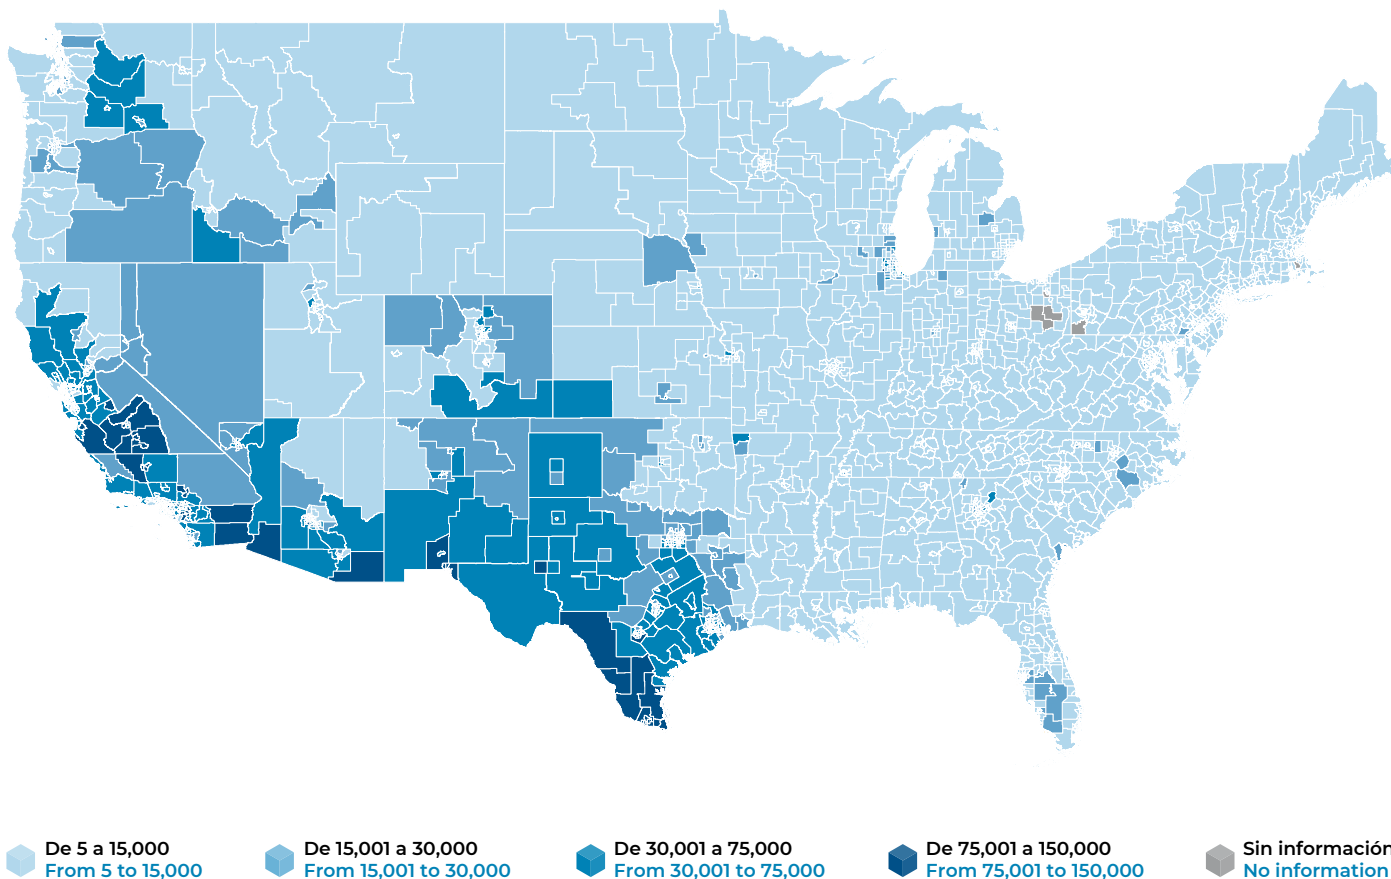 De 5 a 15,000
From 5 to 15,000
De 15,001 a 30,000
From 15,001 to 30,000
De 30,001 a 75,000
From 30,001 to 75,000
De 75,001 a 150,000
From 75,001 to 150,000
Sin información
No information